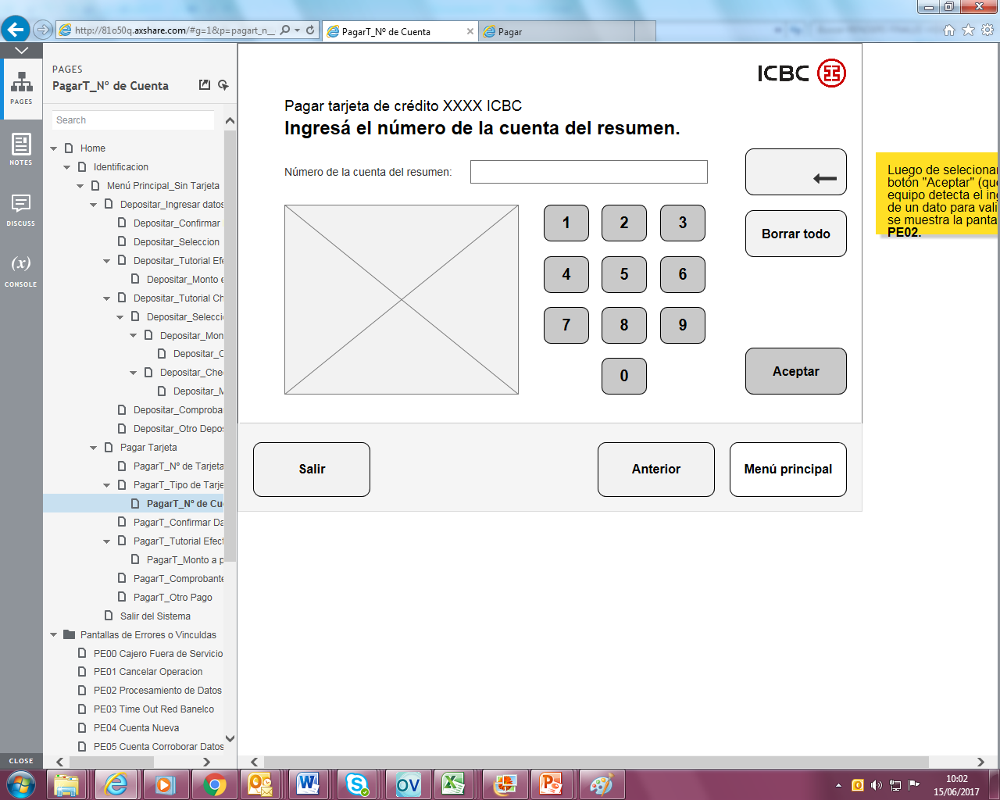 http://81o50q.axshare.com/#g=1&p=pagart_n__
PagarT_Nº de Cuenta
Pagar
PAGES
NOTES
DISCUSS
(x)
CONSOLE
CLOSE
PAGES
PagarT_Nº de Cuenta
Search
Home
Identificacion
Menú Principal_Sin Tarjeta
Depositar_Ingresar datos
Depositar_Confirmar
Depositar_Seleccion
Depositar_Tutorial Efe
Depositar_Monto e
Depositar_Tutorial Ch
Depositar_Selecci
Depositar_Mon
Depositar_C
Depositar_Che
Depositar_M
Depositar_Comproba
Depositar_Otro Depos
Pagar Tarjeta
PagarT_Nº de Tarjeta
PagarT_Tipo de Tarje
PagarT_Nº de Cu
PagarT_Confirmar Da
PagarT_Tutorial Efect
PagarT_Monto a p
PagarT_Comprobante
PagarT_Otro Pago
Salir del Sistema
Pantallas de Errores o Vinculdas
PE00 Cajero Fuera de Servicio
PE01 Cancelar Operacion
PE02 Procesamiento de Datos
PE03 Time Out Red Banelco
PE04 Cuenta Nueva
PE05 Cuenta Corroborar Datos
ICBC
Pagar tarjeta de crédito XXXX ICBC
Ingresá el número de la cuenta del resumen.
Número de la cuenta del resumen:
1 2 3
4 5 6
7 8 9
0
Borrar todo
Aceptar
Salir
Anterior
Menú principal
Luego de selecionar
botón "Aceptar" (que
equipo detecta el ing
de un dato para vali
se muestra la panta
PE02.
10:02
15/06/2017